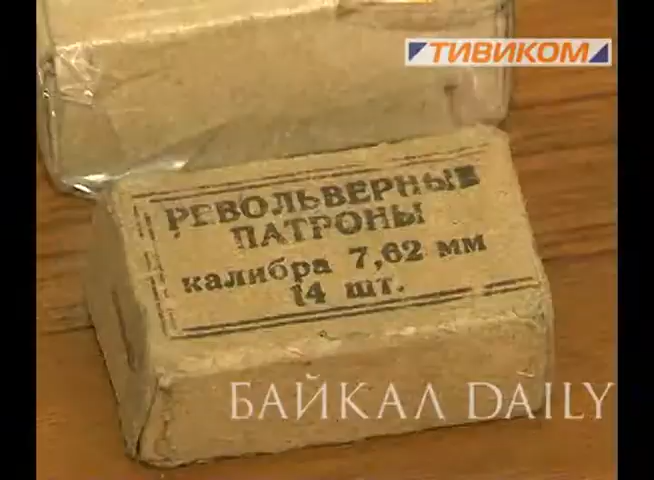 ТИВИКОМ
РЕВОЛЬВЕРНЫЕ
ПАТРОНЫ
калибра 7,62 мм
14 шт.
БАЙКАЛ DAILY